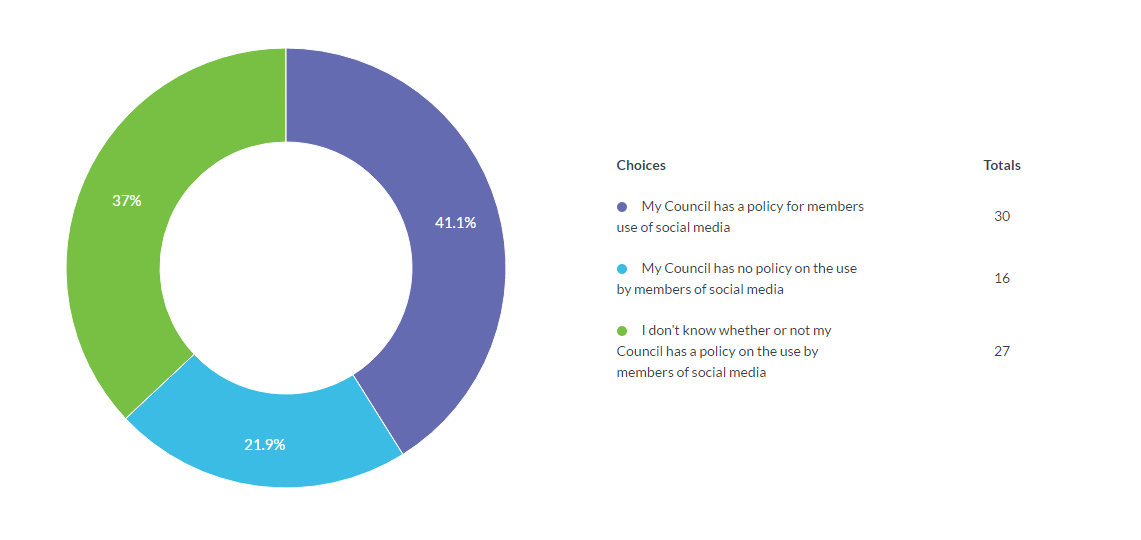 37%
41.1%
21.9%
Choices Totals
My Council has a policy for members
use of social media
30
My Council has no policy on the use
by members of social media
16
I don't know whether or not my
Council has a policy on the use by
members of social media
27